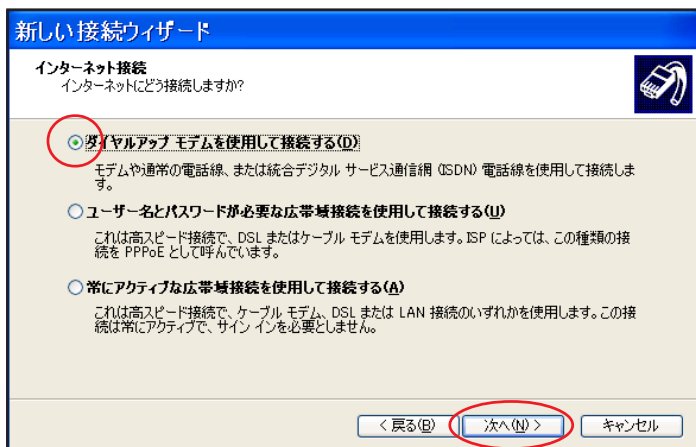 新しい接続ウィザード
インターネット接続
インターネットにどう接続しますか?
ダイヤルアップ モデムを使用して接続する(D)
モデムや通常の電話線、または統合デジタル サービス通信網 (ISDN) 電話線を使用して接続しま
す。
ユーザー名とパスワードが必要な広帯域接続を使用して接続する(U)
これは高スピード接続で、DSL またはケーブル モデムを使用します。ISP によっては、この種類の接
続を PPPoE として呼んでいます。
常にアクティブな広帯域接続を使用して接続する(A)
これは高スピード接続で、ケーブル モデム、DSL または LAN 接続のいずれかを使用します。この接
続は常にアクティブで、サイン インを必要としません。
< 戻る(B) 次へ(N) > キャンセル